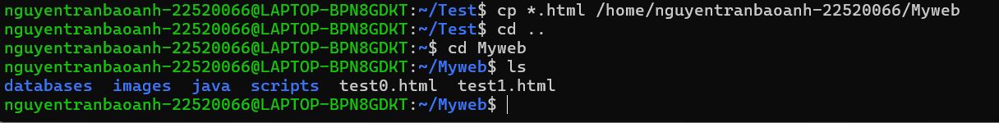 nguyentranbaoanh-22520066@LAPTOP-BPN8GDKT:~/Test$ cp *.html /home/nguyentranbaoanh-22520066/Myweb
nguyentranbaoanh-22520066@LAPTOP-BPN8GDKT:~/Test$ cd ..
nguyentranbaoanh-22520066@LAPTOP-BPN8GDKT:~$ cd Myweb
nguyentranbaoanh-22520066@LAPTOP-BPN8GDKT:~/Myweb$ ls
databases  images  java  scripts  test0.html  test1.html
nguyentranbaoanh-22520066@LAPTOP-BPN8GDKT:~/Myweb$